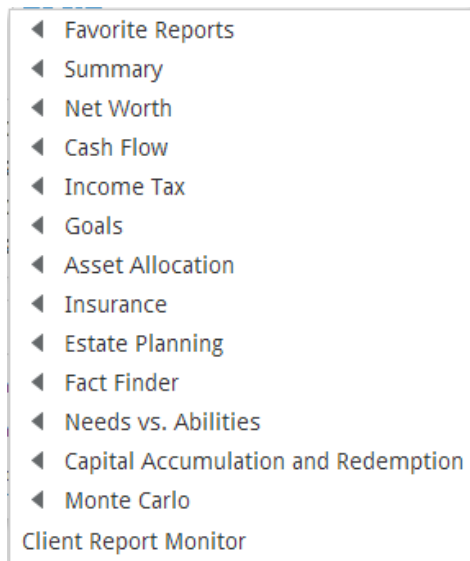 Favorite Reports
Summary
Net Worth
Cash Flow
Income Tax
Goals
Asset Allocation
Insurance
Estate Planning
Fact Finder
Needs vs. Abilities
Capital Accumulation and Redemption
Monte Carlo
Client Report Monitor